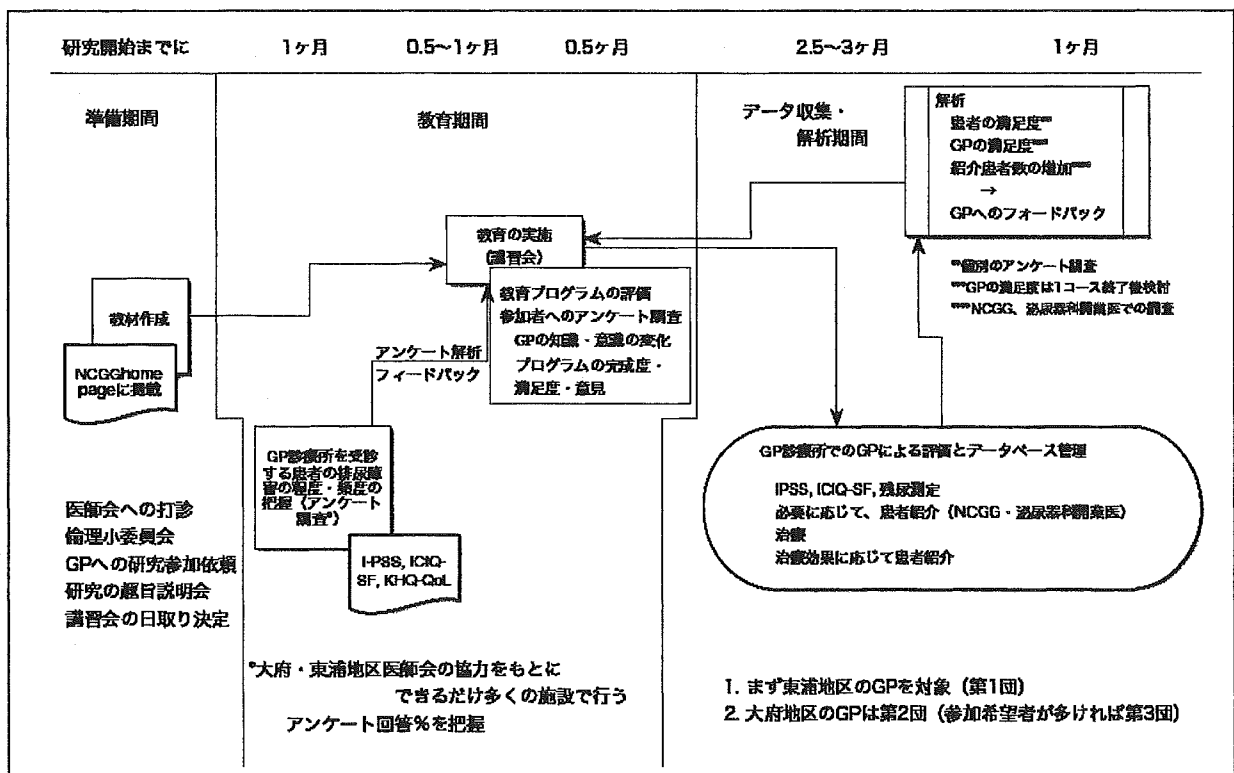 研究開始までに
1ヶ月
0.5〜1ヶ月
0.5ヶ月
2.5〜3ヶ月
1ヶ月
準備期間
教育期間
データ収集・
解析期間
解析
患者の満足度***
GPの満足度***
紹介患者数の増加****
→
GPへのフォードバック
教育の実施
(講習会)
**個別のアンケート調査
***GPの満足度は1コース終了後検討
****NCGG、泌尿器科開業医での調査
教材作成
NCGGhome
pageに掲載
教育プログラムの評価
参加者へのアンケート調査
GPの知識・意識の変化
プログラムの完成度・
満足度・意見
アンケート解析
フィードバック
GP診療所を受診
する患者の排尿障
害の程度・頻度の
把握(アンケート
調査*)
I-PSS, ICIQ-
SF, KHQ-QoL
GP診療所でのGPによる評価とデータベース管理
IPSS, ICIQ-SF, 残尿測定
必要に応じて、患者紹介(NCGG・泌尿器科開業医)
治療
治療効果に応じて患者紹介
医師会への打診
倫理小委員会
GPへの研究参加依頼
研究の趣旨説明会
講習会の日取り決定
*大府・東浦地区医師会の協力をもとに
できるだけ多くの施設で行う
アンケート回答%を把握
1. まず東浦地区のGPを対象(第1団)
2. 大府地区のGPは第2団(参加希望者が多ければ第3団)